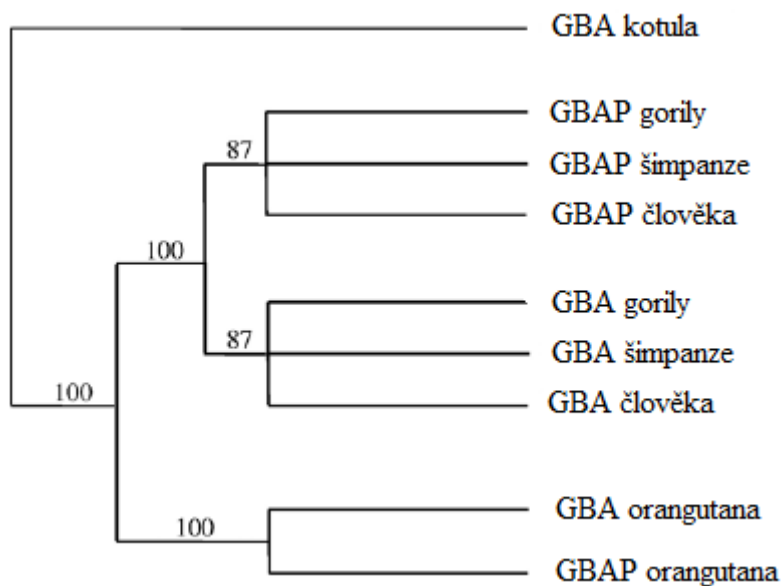 GBA kotula
GBAP gorily
87
GBAP šimpanze
GBAP člověka
100
GBA gorily
87
GBA šimpanze
GBA člověka
100
GBA orangutana
100
GBAP orangutana